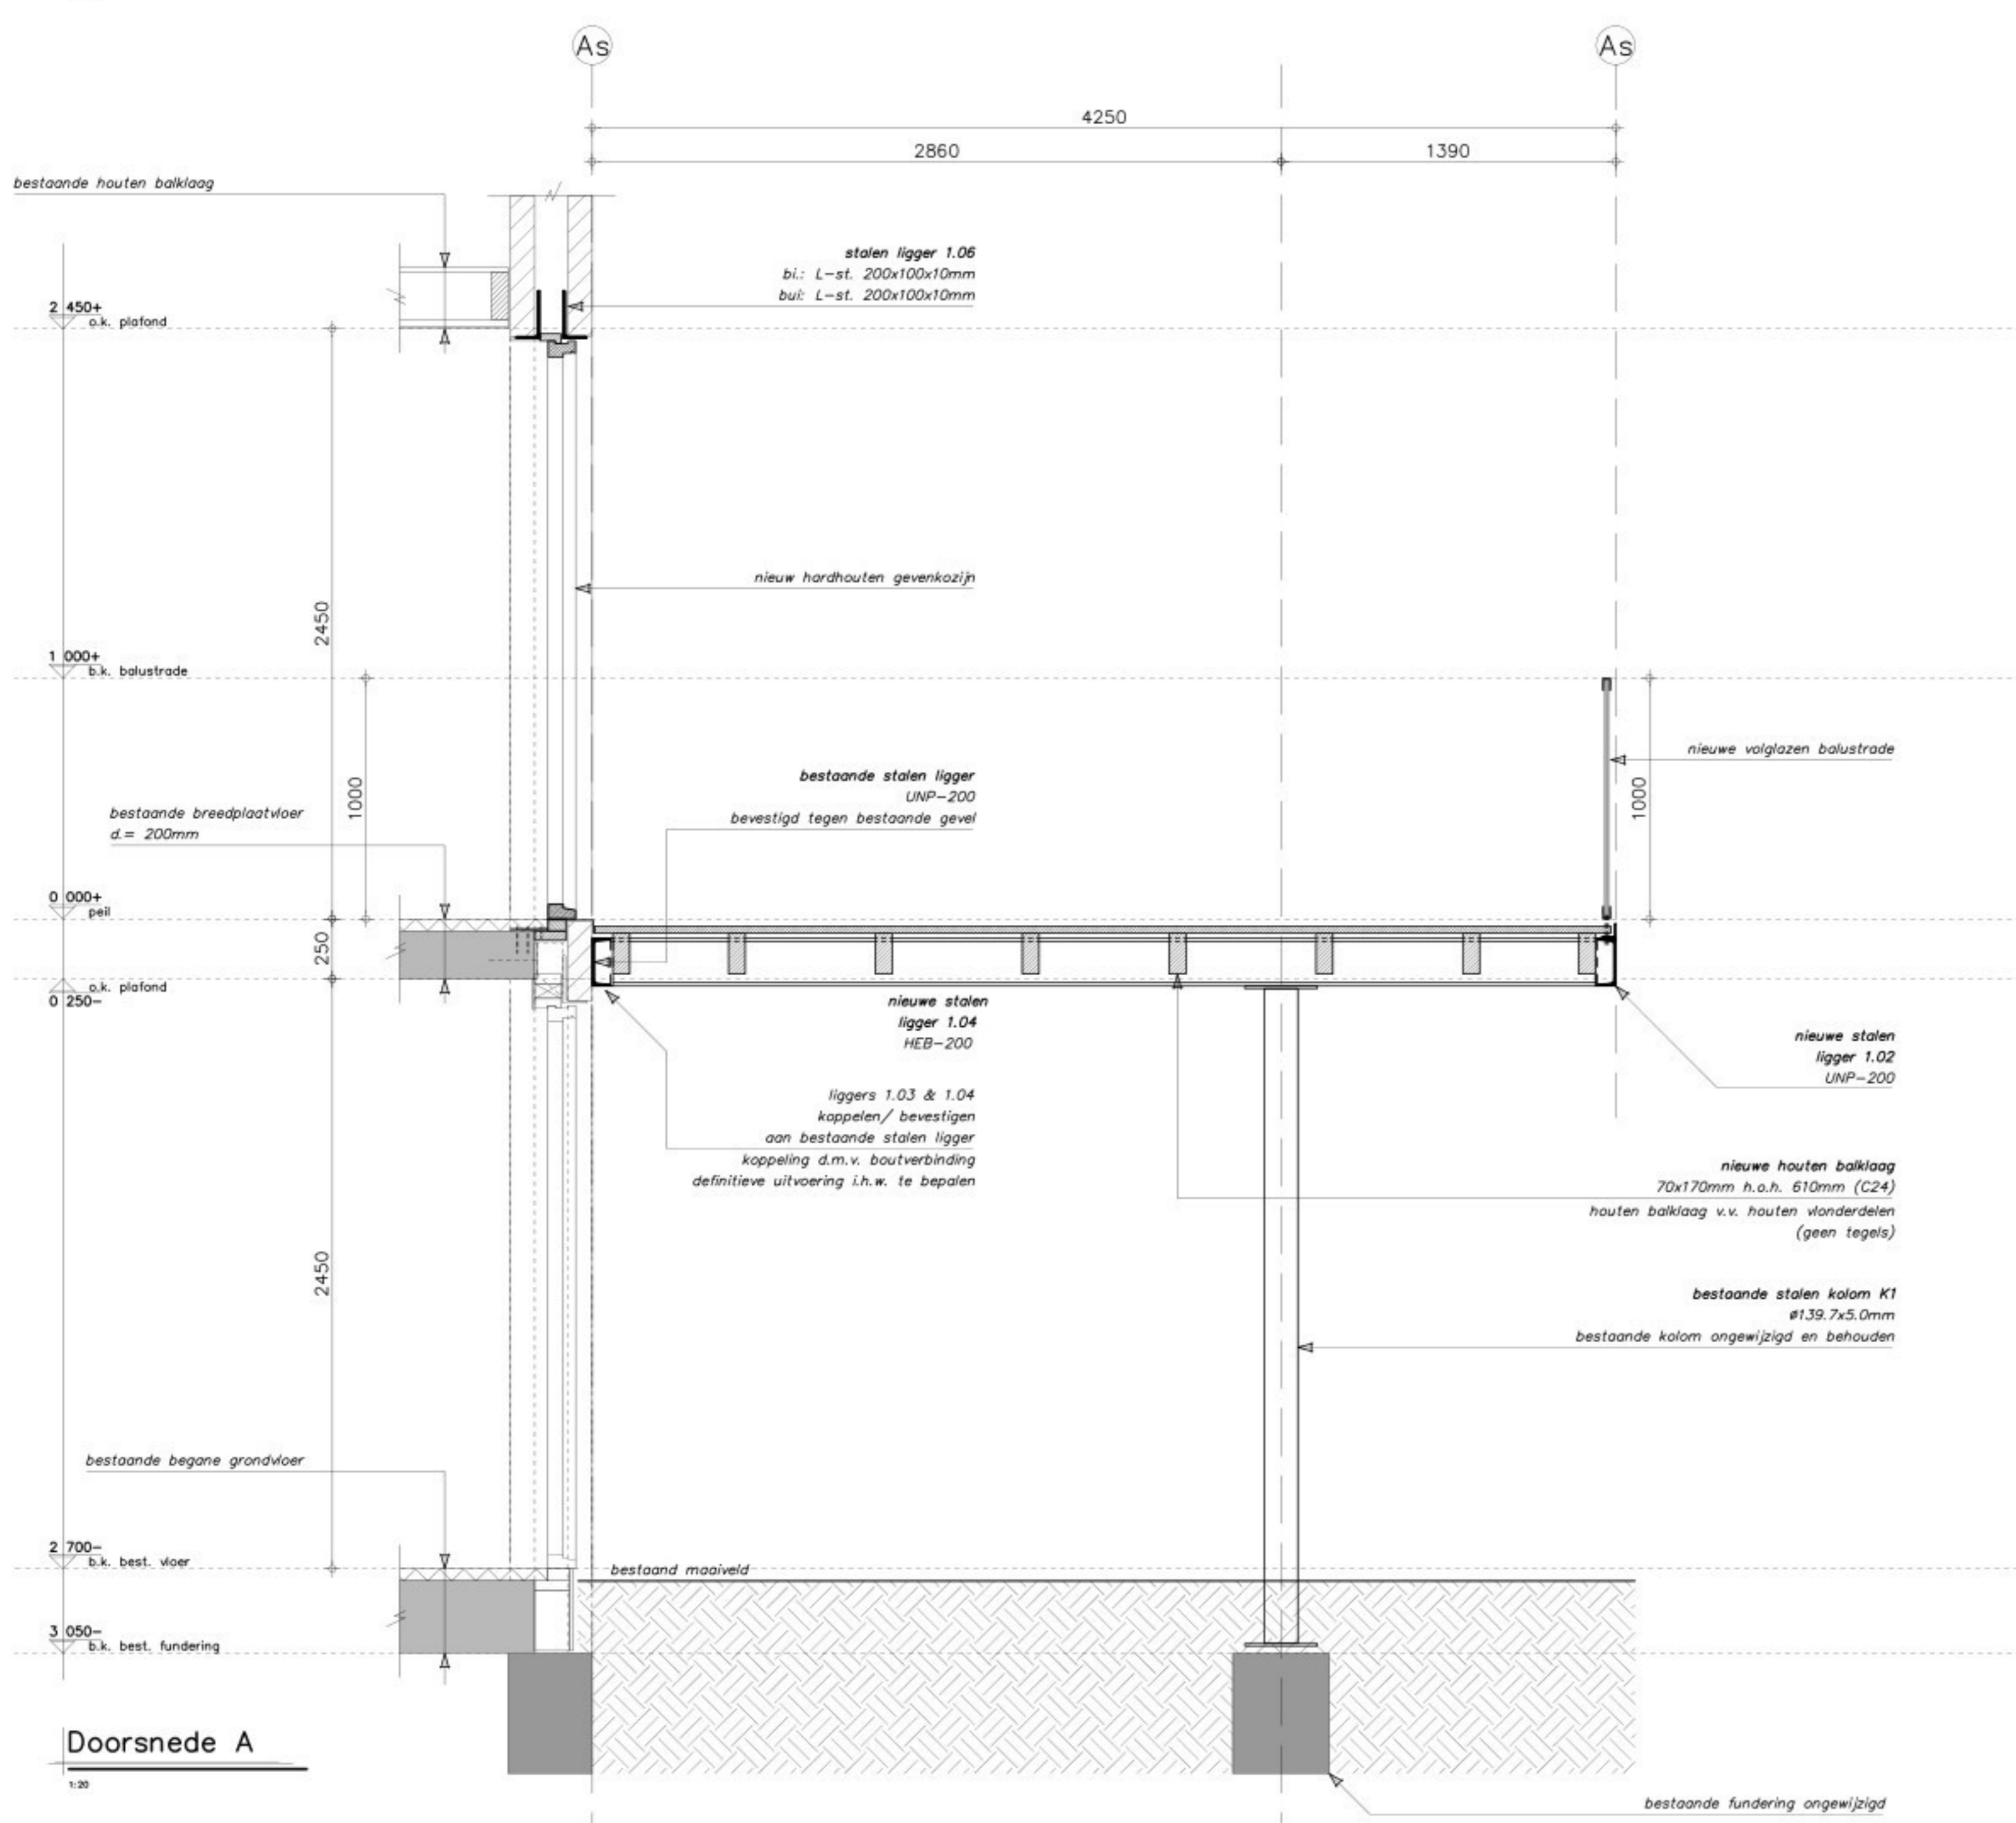 As
As
4250
2860
1390
bestaande houten balklaag
stalen ligger 1.06
bi.: L-st. 200x100x10mm
bui: L-st. 200x100x10mm
2 450+
o.k. plafond
nieuw hardhouten gevenkozijn
2450
1 000+
b.k. balustrade
nieuwe volglazen balustrade
1000
1000
bestaande stalen ligger
UNP-200
bevestigd tegen bestaande gevel
bestaande breedplaatvloer
d.= 200mm
0 000+
peil
250
o.k. plafond
0 250-
nieuwe stalen
ligger 1.04
HEB-200
nieuwe stalen
ligger 1.02
UNP-200
liggers 1.03 & 1.04
koppelen/ bevestigen
aan bestaande stalen ligger
koppeling d.m.v. boutverbinding
definitieve uitvoering i.h.w. te bepalen
nieuwe houten balklaag
70x170mm h.o.h. 610mm (C24)
houten balklaag v.v. houten vlonderdelen
(geen tegels)
2450
bestaande stalen kolom K1
ø139.7x5.0mm
bestaande kolom ongewijzigd en behouden
bestaande begane grondvloer
2 700-
b.k. best. vloer
bestaand maaiveld
3 050-
b.k. best. fundering
Doorsnede A
1:20
bestaande fundering ongewijzigd